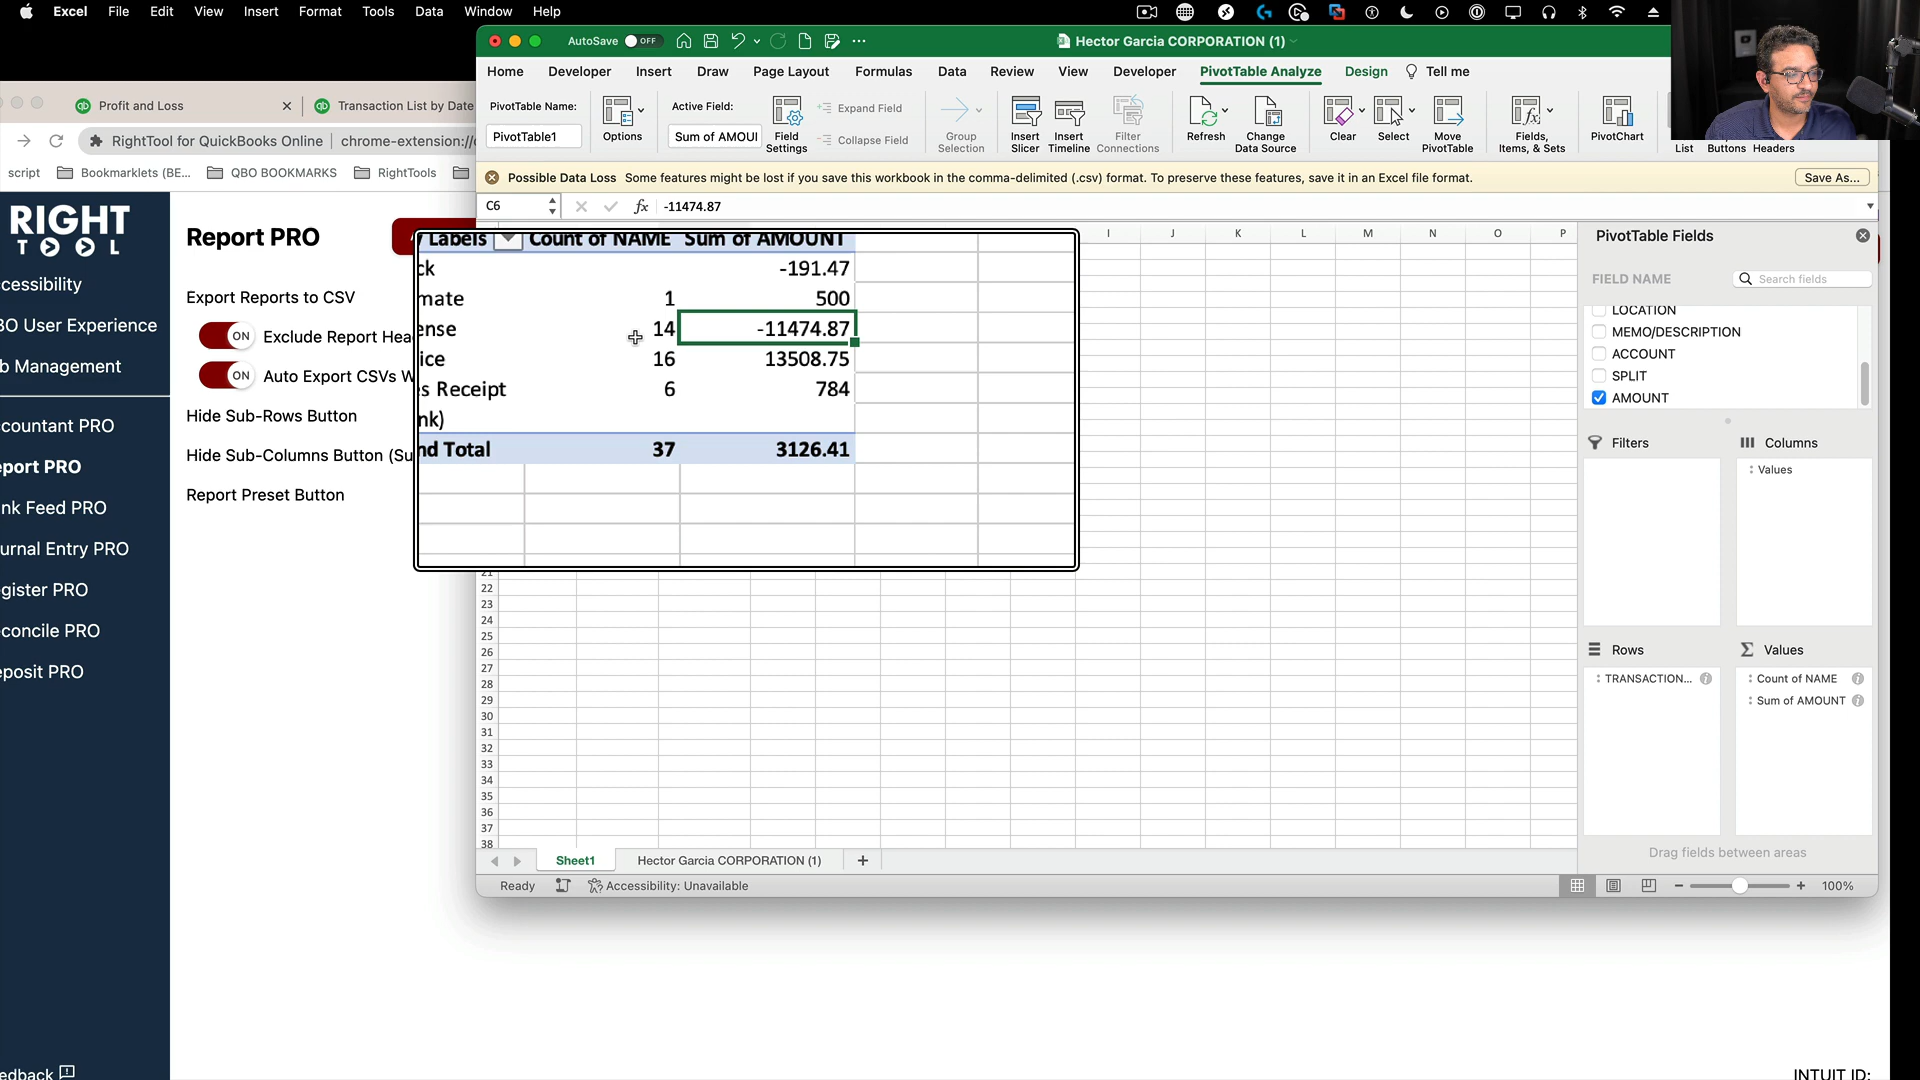 Excel File Edit View Insert Format Tools Data Window Help
AutoSave OFF
Hector Garcia CORPORATION (1)
Home Developer Insert Draw Page Layout Formulas Data Review View Developer PivotTable Analyze Design Tell me
PivotTable Name:
PivotTable1
Options
Active Field:
Sum of AMOUI
Field Settings
Expand Field
Collapse Field
Group Selection
Insert Slicer
Insert Timeline
Filter Connections
Refresh
Change Data Source
Clear
Select
Move PivotTable
Fields, Items, & Sets
PivotChart
List
Buttons
Headers
Possible Data Loss Some features might be lost if you save this workbook in the comma-delimited (.csv) format. To preserve these features, save it in an Excel file format. Save As...
C6 fx -11474.87
Profit and Loss
Transaction List by Date
RightTool for QuickBooks Online chrome-extension://
script Bookmarklets (BE... QBO BOOKMARKS RightTools
RIGHT
TOOL
cessibility
BO User Experience
b Management
ccountant PRO
eport PRO
nk Feed PRO
urnal Entry PRO
gister PRO
concile PRO
eposit PRO
edback
Report PRO
Export Reports to CSV
ON Exclude Report Hea
ON Auto Export CSVs W
Hide Sub-Rows Button
Hide Sub-Columns Button (Su
Report Preset Button
Labels Count of NAME Sum of AMOUNT
ck -191.47
mate 1 500
ense 14 -11474.87
ice 16 13508.75
es Receipt 6 784
nk)
nd Total 37 3126.41
I J K L M N O P
21
22
23
24
25
26
27
28
29
30
31
32
33
34
35
36
37
38
PivotTable Fields
FIELD NAME Search fields
LOCATION
MEMO/DESCRIPTION
ACCOUNT
SPLIT
AMOUNT
Filters
Columns
Values
Rows
TRANSACTION...
Values
Count of NAME
Sum of AMOUNT
Drag fields between areas
Sheet1 Hector Garcia CORPORATION (1) +
Ready Accessibility: Unavailable 100%
INTUIT ID: